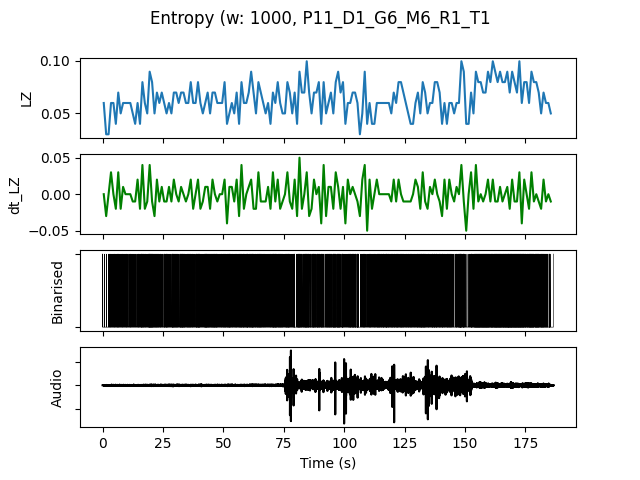 Entropy (w: 1000, P11_D1_G6_M6_R1_T1
0.10
0.05
LZ
0.05
0.00
−0.05
dt_LZ
Binarised
Audio
0 25 50 75 100 125 150 175
Time (s)